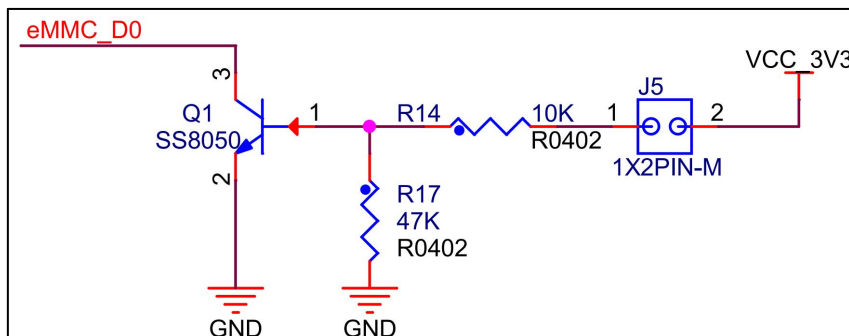 eMMC_D0
VCC_3V3
3
J5
Q1
1
R14
10K
1
2
SS8050
R0402
1X2PIN-M
2
R17
47K
R0402
GND
GND